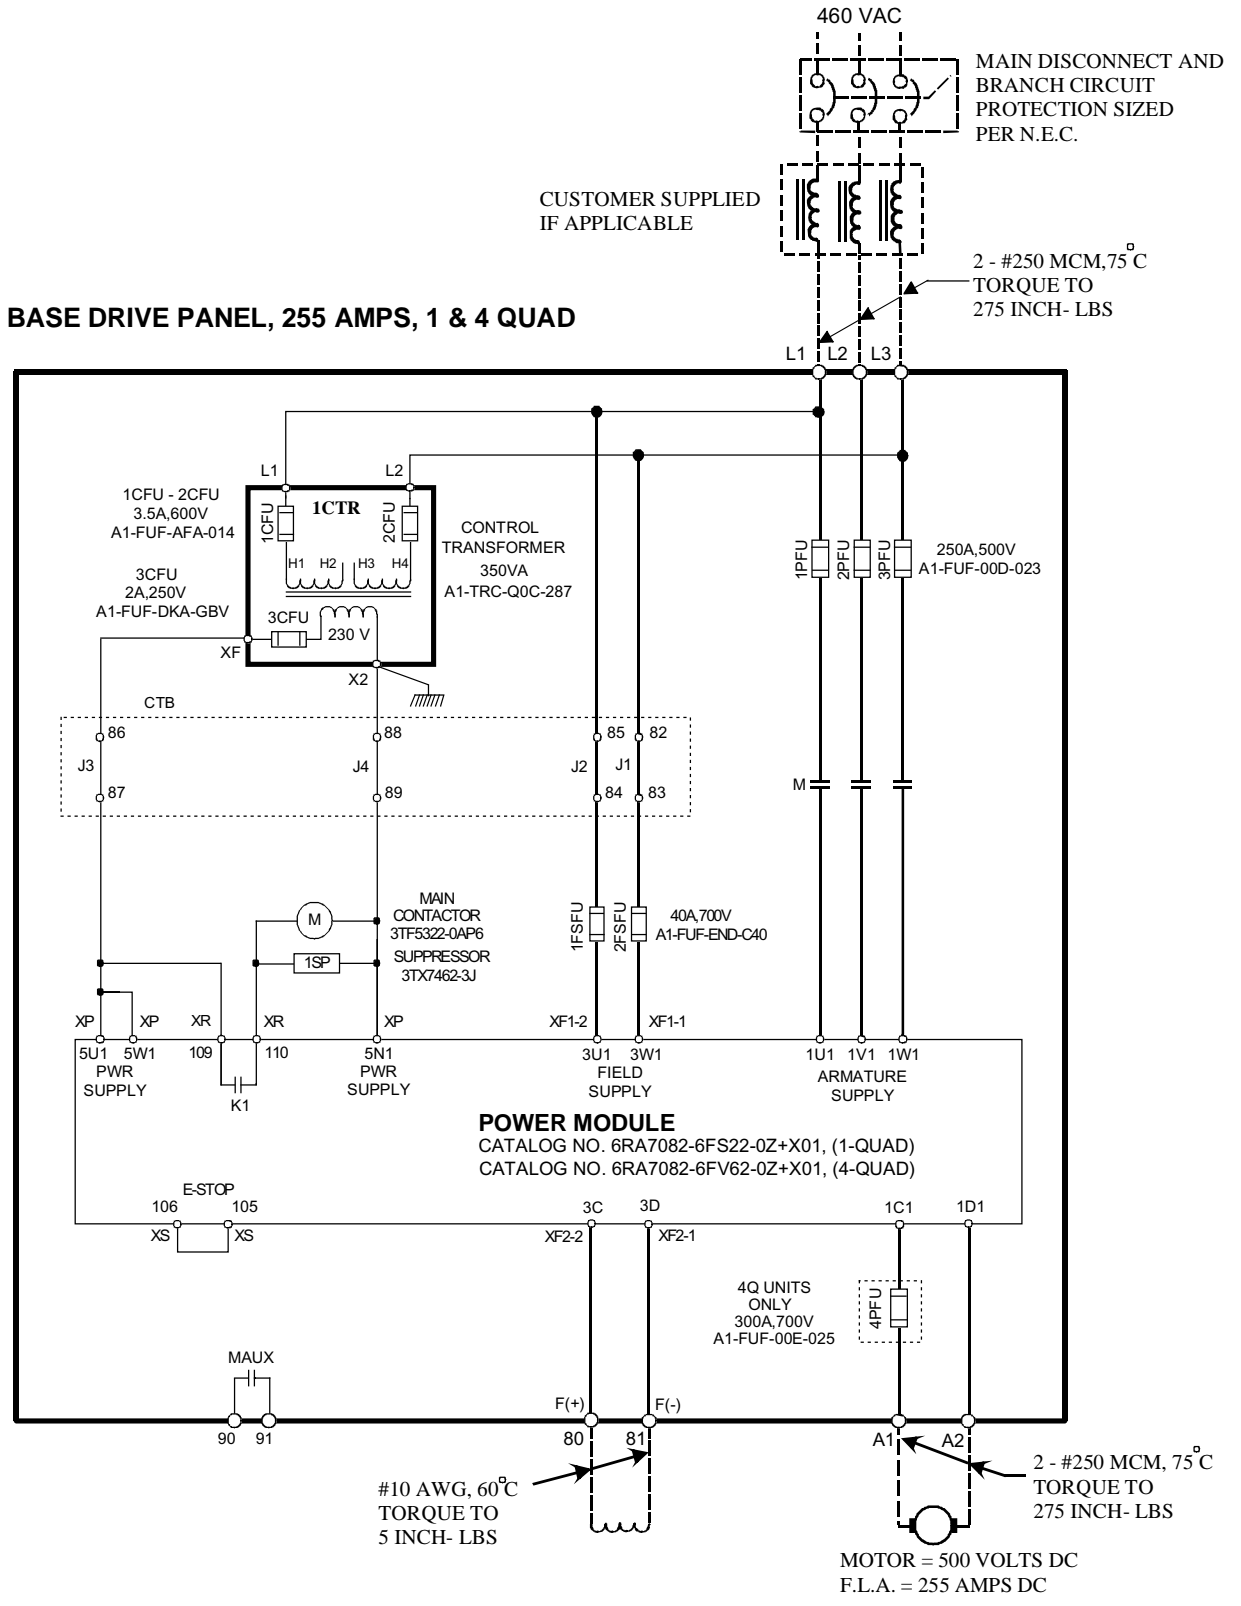 460 VAC
MAIN DISCONNECT AND
BRANCH CIRCUIT
PROTECTION SIZED
PER N.E.C.
CUSTOMER SUPPLIED
IF APPLICABLE
2 - #250 MCM,75°C
TORQUE TO
275 INCH- LBS
BASE DRIVE PANEL, 255 AMPS, 1 & 4 QUAD
L1 L2 L3
L1 L2
1CFU - 2CFU
3.5A,600V
A1-FUF-AFA-014
1CFU
1CTR
2CFU
CONTROL
TRANSFORMER
350VA
A1-TRC-Q0C-287
H1 H2 H3 H4
3CFU
2A,250V
A1-FUF-DKA-GBV
3CFU
230 V
XF
X2
1PFU
2PFU
3PFU
250A,500V
A1-FUF-00D-023
CTB
86 88 85 82
J3 J4 J2 J1
87 89 84 83
M
M
MAIN
CONTACTOR
3TF5322-0AP6
1SP
SUPPRESSOR
3TX7462-3J
1FSFU
2FSFU
40A,700V
A1-FUF-END-C40
XP XP XR XR XP XF1-2 XF1-1
5U1 5W1 109 110 5N1 3U1 3W1 1U1 1V1 1W1
PWR
SUPPLY
K1
PWR
SUPPLY
FIELD
SUPPLY
ARMATURE
SUPPLY
POWER MODULE
CATALOG NO. 6RA7082-6FS22-0Z+X01, (1-QUAD)
CATALOG NO. 6RA7082-6FV62-0Z+X01, (4-QUAD)
E-STOP
106 105 3C 3D 1C1 1D1
XS XS XF2-2 XF2-1
4Q UNITS
ONLY
300A,700V
A1-FUF-00E-025
4PFU
MAUX
F(+) F(-)
90 91 80 81 A1 A2
#10 AWG, 60°C
TORQUE TO
5 INCH- LBS
2 - #250 MCM, 75°C
TORQUE TO
275 INCH- LBS
MOTOR = 500 VOLTS DC
F.L.A. = 255 AMPS DC